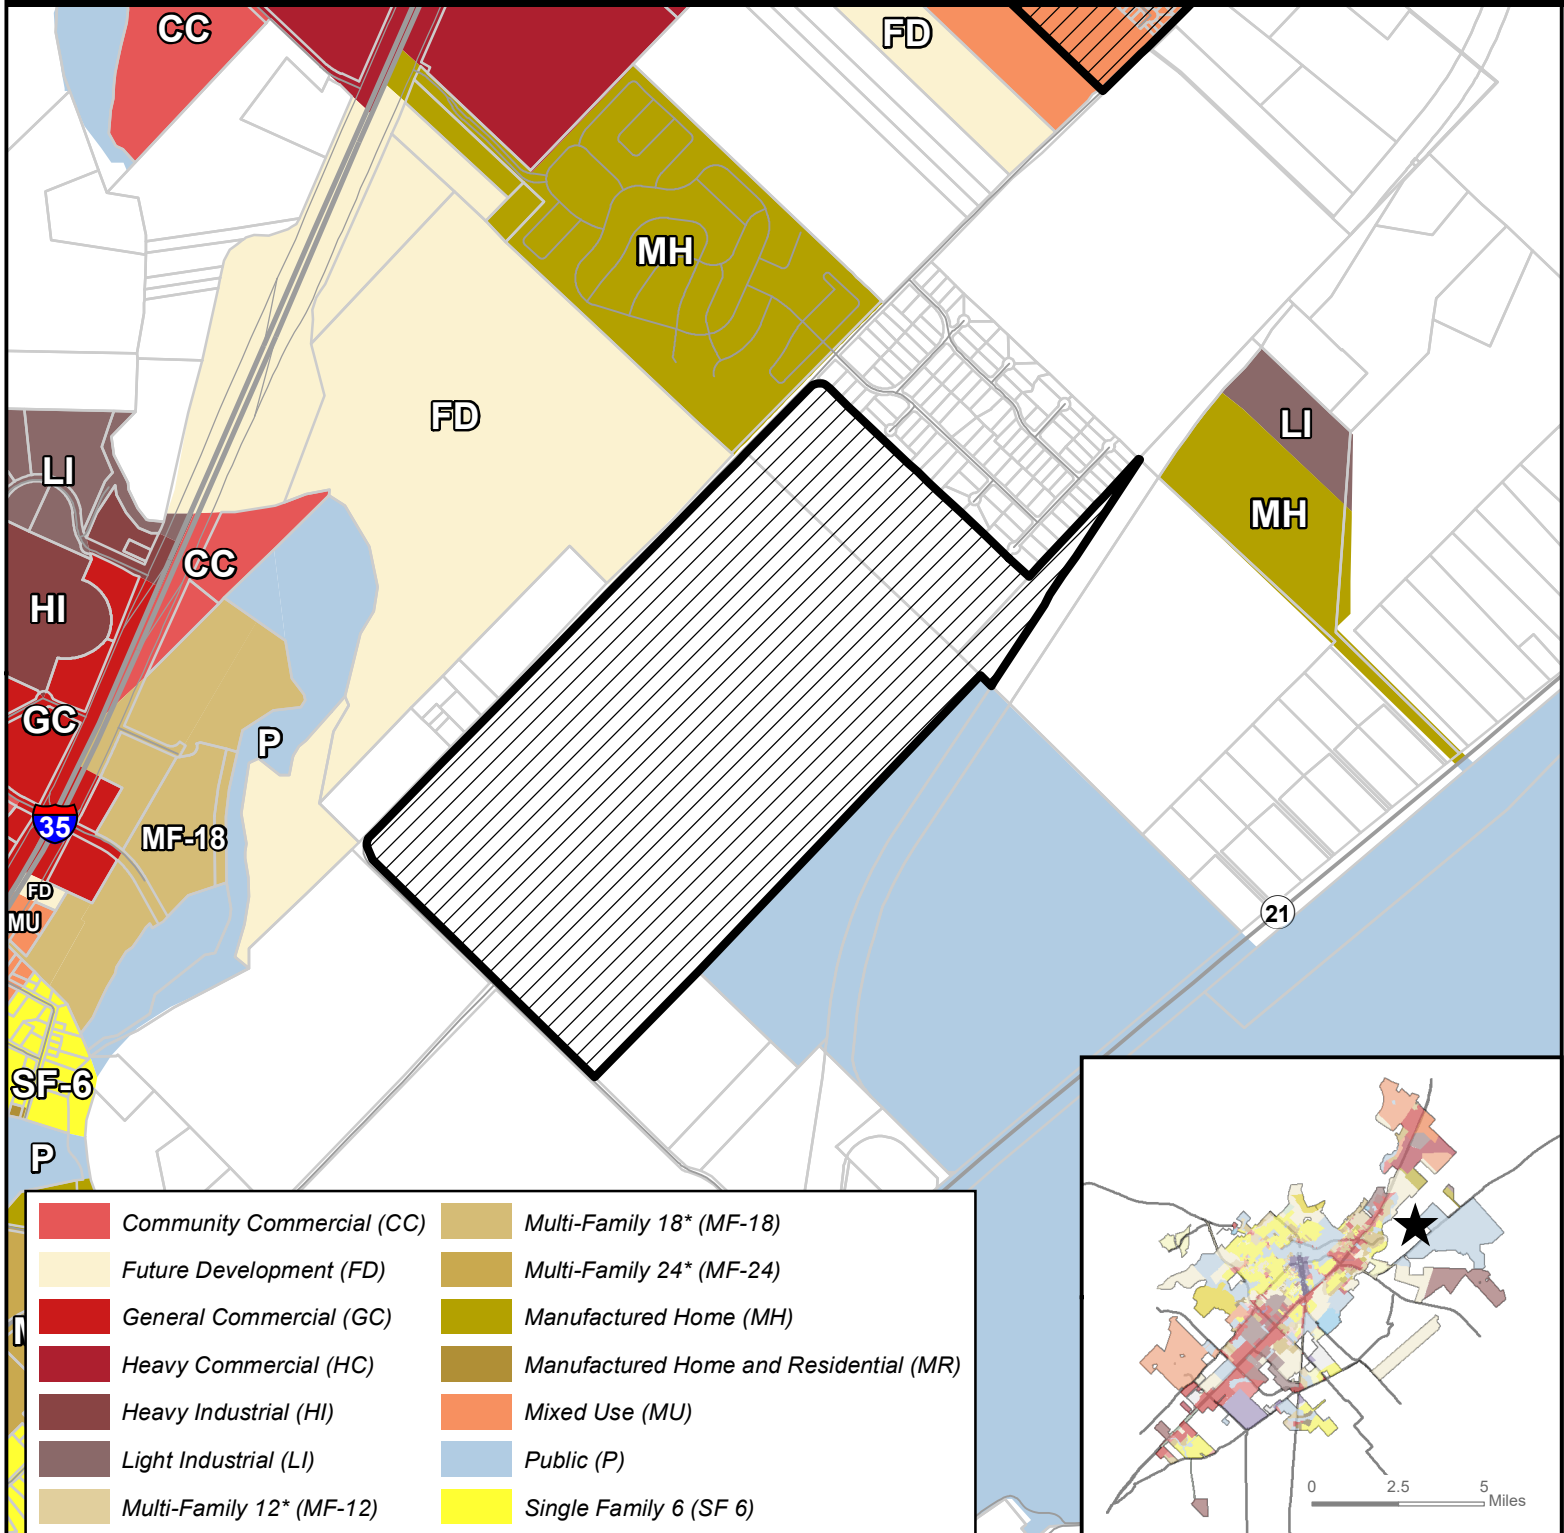 CC
FD
MH
FD
LI
LI
MH
CC
HI
GC
P
35
MF-18
FD
MU
21
SF-6
P
Community Commercial (CC)
Future Development (FD)
General Commercial (GC)
Heavy Commercial (HC)
Heavy Industrial (HI)
Light Industrial (LI)
Multi-Family 12* (MF-12)
Multi-Family 18* (MF-18)
Multi-Family 24* (MF-24)
Manufactured Home (MH)
Manufactured Home and Residential (MR)
Mixed Use (MU)
Public (P)
Single Family 6 (SF 6)
0 2.5 5
Miles